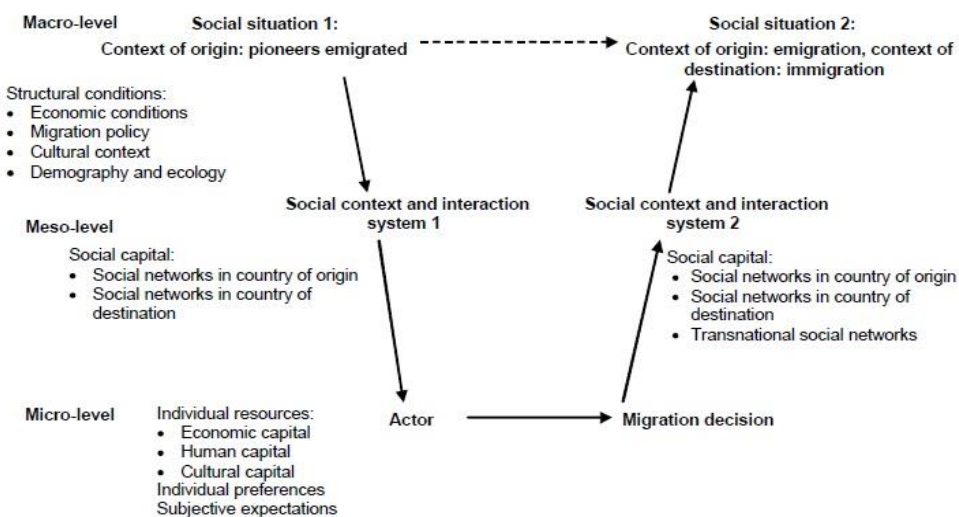 Macro-level
Social situation 1:
Context of origin: pioneers emigrated
Social situation 2:
Context of origin: emigration, context of
destination: immigration
Structural conditions:
• Economic conditions
• Migration policy
• Cultural context
• Demography and ecology
Meso-level
Social context and interaction
system 1
Social context and interaction
system 2
Social capital:
• Social networks in country of origin
• Social networks in country of
destination
Social capital:
• Social networks in country of origin
• Social networks in country of
destination
• Transnational social networks
Micro-level
Individual resources:
• Economic capital
• Human capital
• Cultural capital
Individual preferences
Subjective expectations
Actor
Migration decision